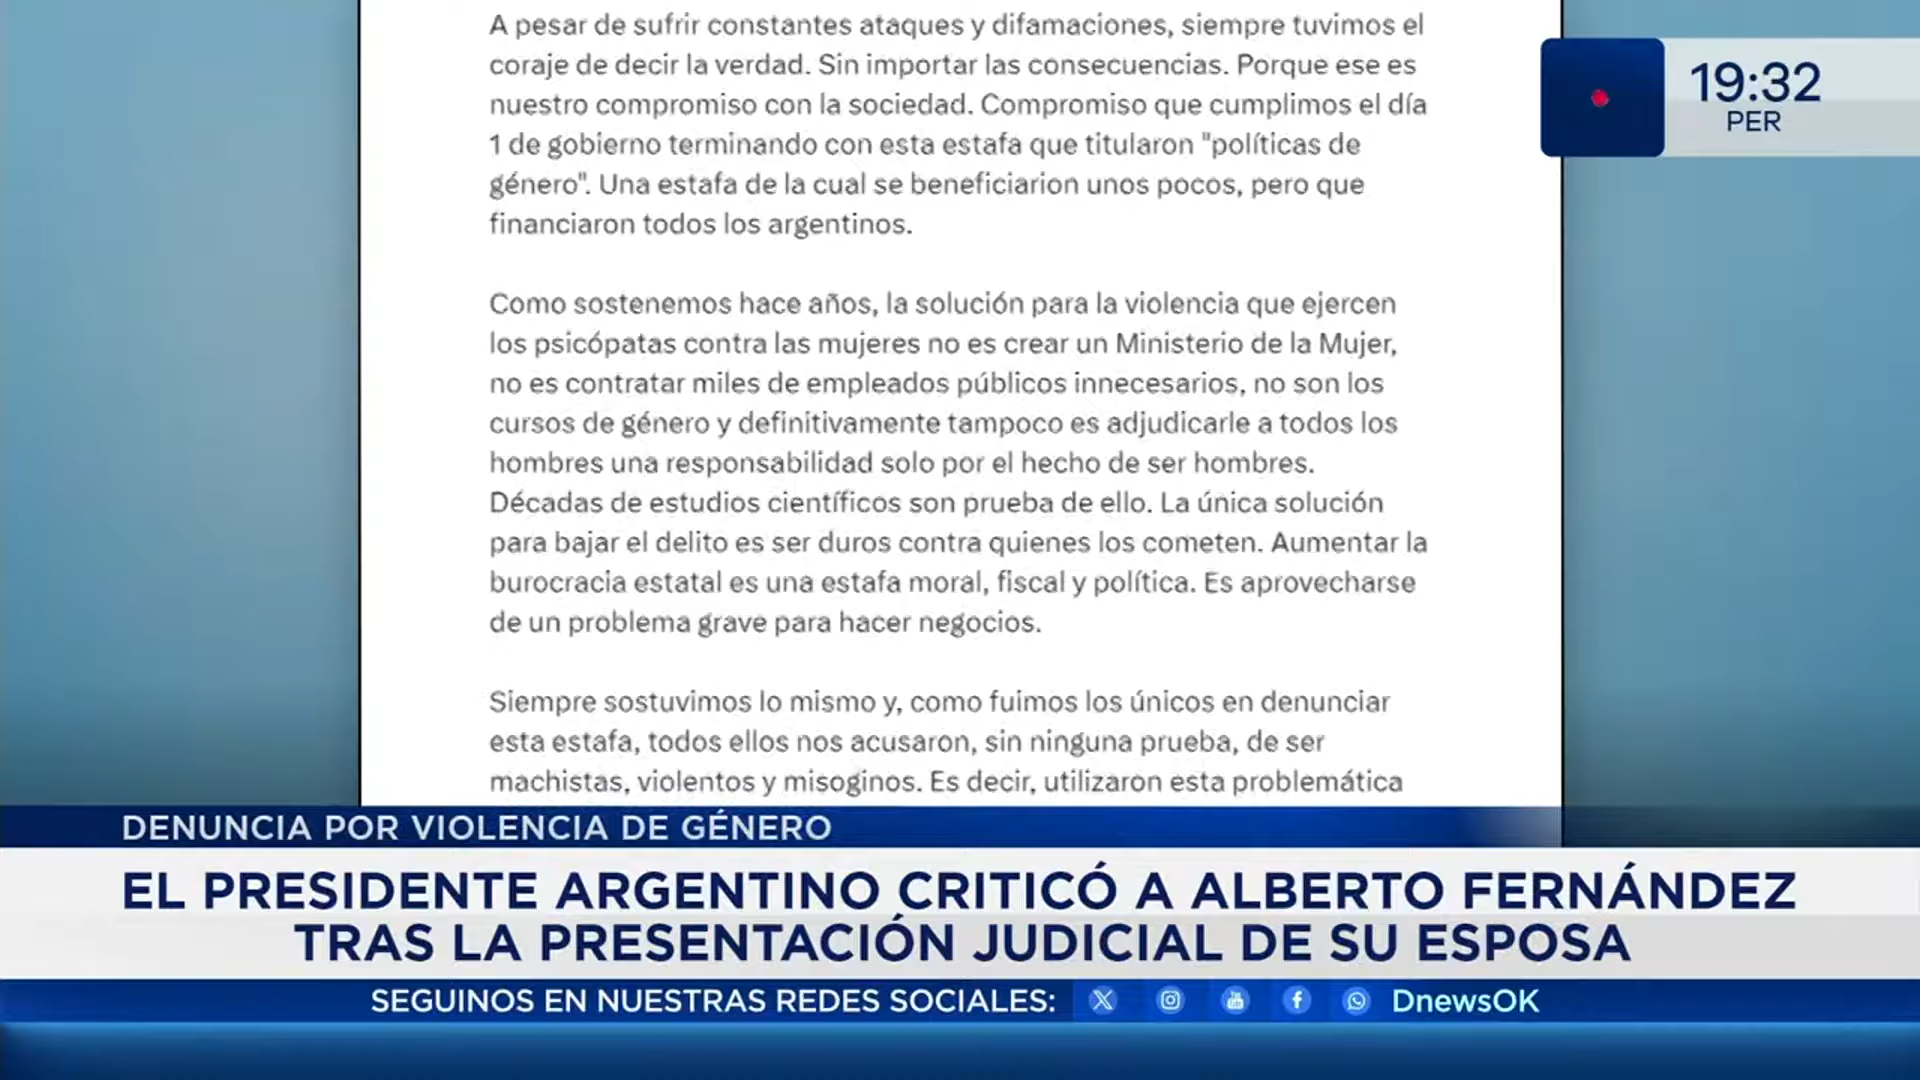 A pesar de sufrir constantes ataques y difamaciones, siempre tuvimos el
coraje de decir la verdad. Sin importar las consecuencias. Porque ese es
nuestro compromiso con la sociedad. Compromiso que cumplimos el día
1 de gobierno terminando con esta estafa que titularon "políticas de
género". Una estafa de la cual se beneficiarion unos pocos, pero que
financiaron todos los argentinos.
Como sostenemos hace años, la solución para la violencia que ejercen
los psicópatas contra las mujeres no es crear un Ministerio de la Mujer,
no es contratar miles de empleados públicos innecesarios, no son los
cursos de género y definitivamente tampoco es adjudicarle a todos los
hombres una responsabilidad solo por el hecho de ser hombres.
Décadas de estudios científicos son prueba de ello. La única solución
para bajar el delito es ser duros contra quienes los cometen. Aumentar la
burocracia estatal es una estafa moral, fiscal y política. Es aprovecharse
de un problema grave para hacer negocios.
Siempre sostuvimos lo mismo y, como fuimos los únicos en denunciar
esta estafa, todos ellos nos acusaron, sin ninguna prueba, de ser
machistas, violentos y misoginos. Es decir, utilizaron esta problemática
19:32
PER
DENUNCIA POR VIOLENCIA DE GÉNERO
EL PRESIDENTE ARGENTINO CRITICÓ A ALBERTO FERNÁNDEZ
TRAS LA PRESENTACIÓN JUDICIAL DE SU ESPOSA
SEGUINOS EN NUESTRAS REDES SOCIALES: DnewsOK